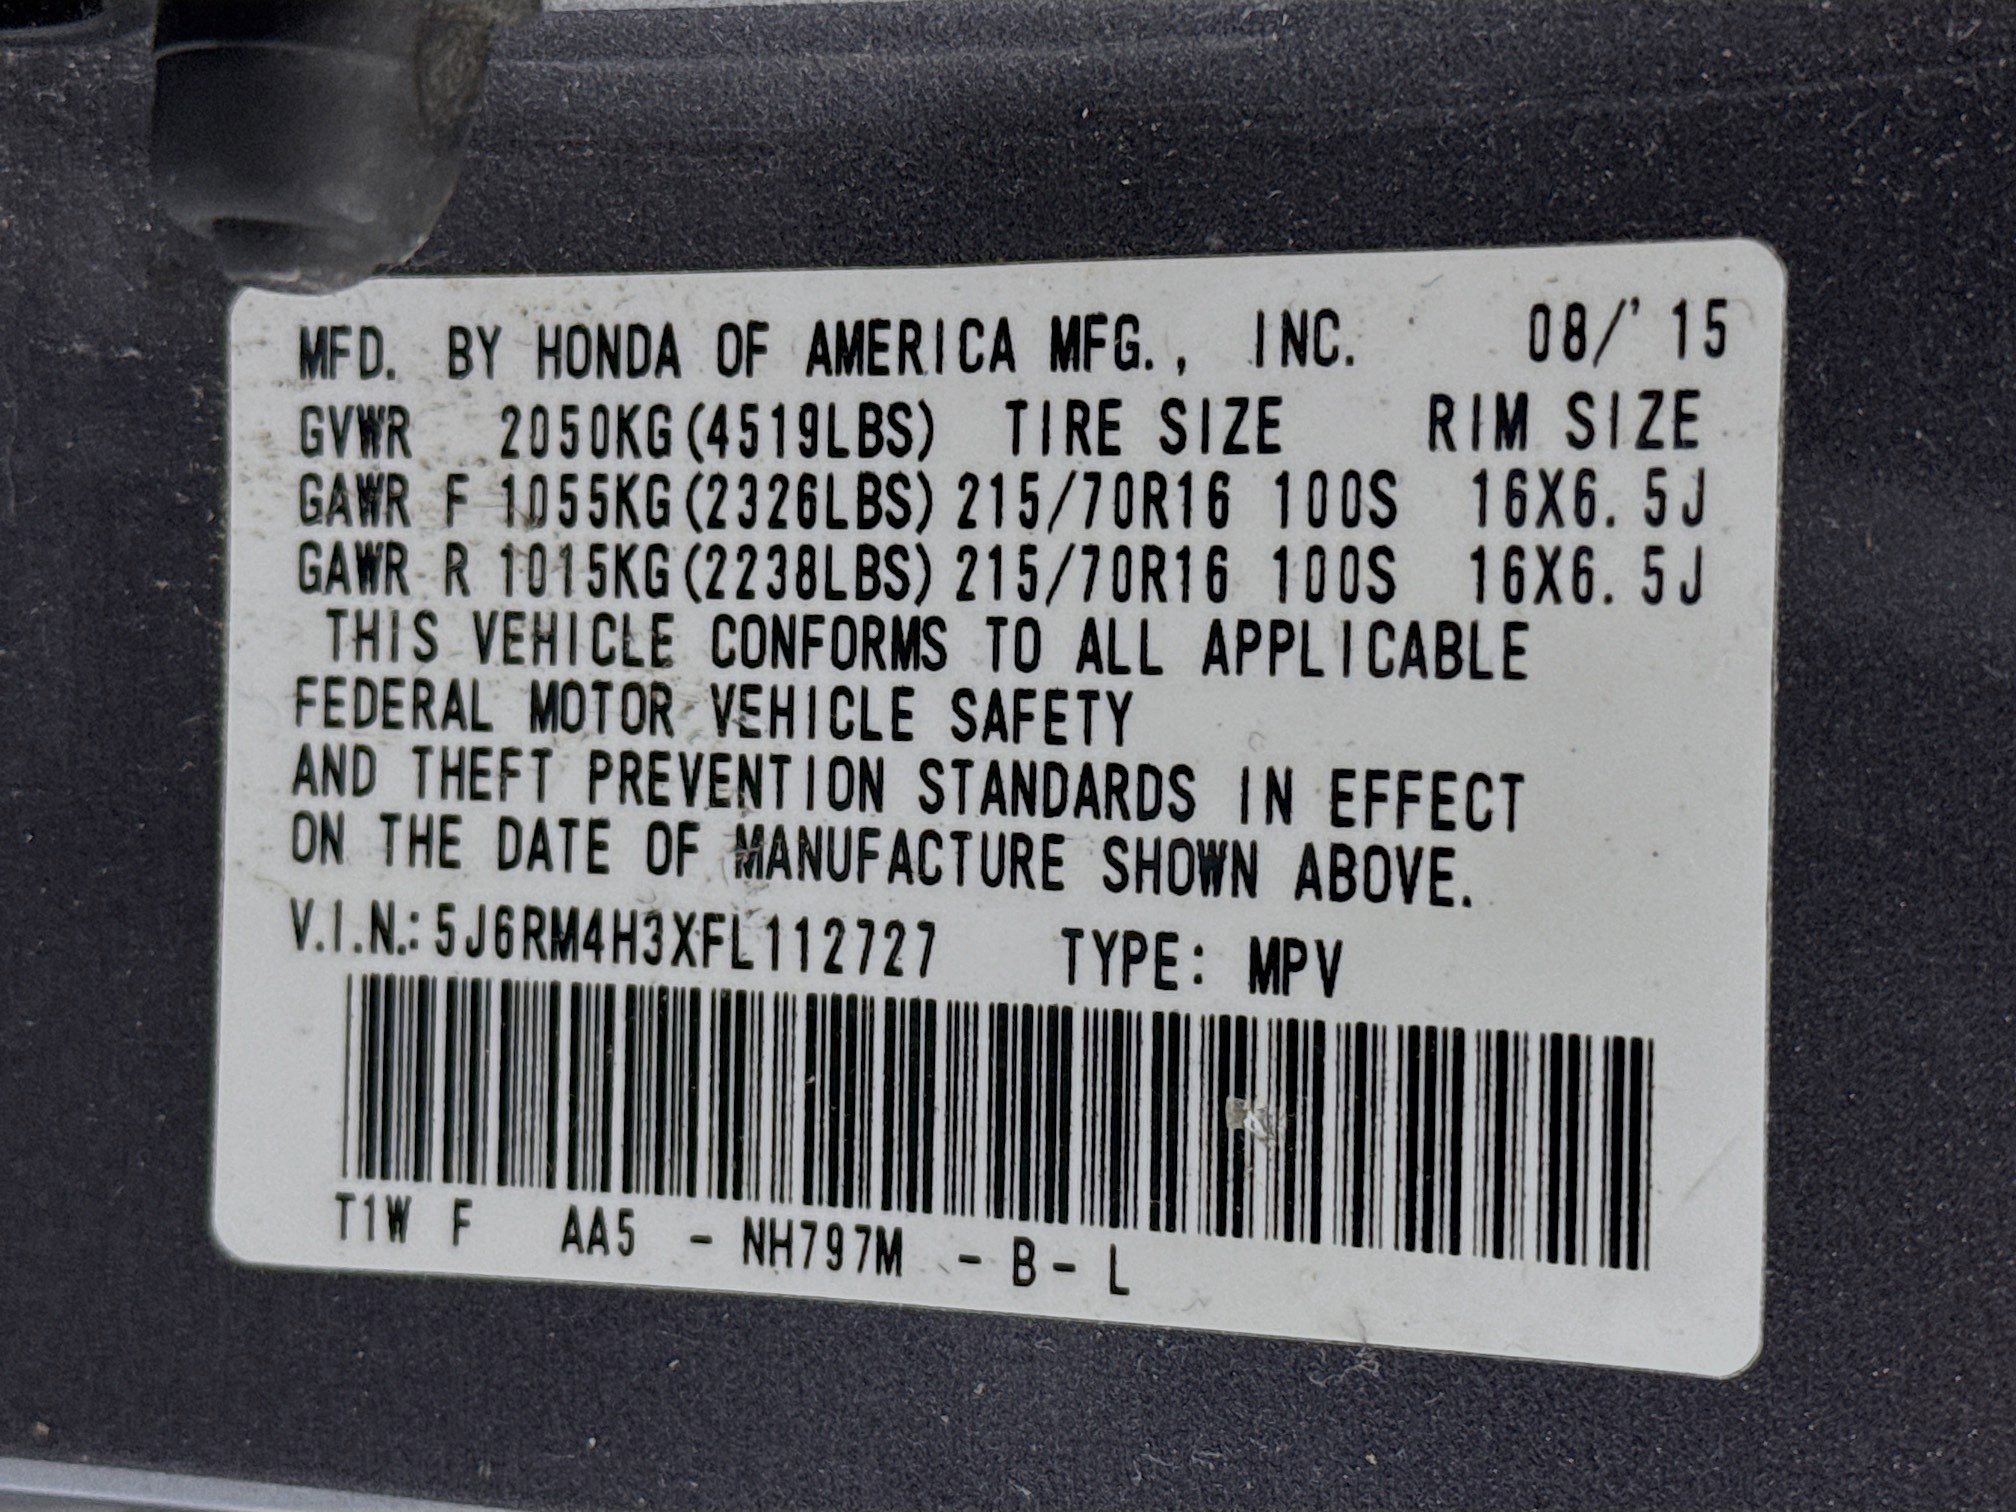 MFD. BY HONDA OF AMERICA MFG., INC. 08/'15
GVWR 2050KG(4519LBS) TIRE SIZE RIM SIZE
GAWR F 1055KG(2326LBS) 215/70R16 100S 16X6.5J
GAWR R 1015KG(2238LBS) 215/70R16 100S 16X6.5J
THIS VEHICLE CONFORMS TO ALL APPLICABLE
FEDERAL MOTOR VEHICLE SAFETY
AND THEFT PREVENTION STANDARDS IN EFFECT
ON THE DATE OF MANUFACTURE SHOWN ABOVE.
V.I.N.: 5J6RM4H3XFL112727 TYPE: MPV
T1W F AA5 - NH797M - B - L